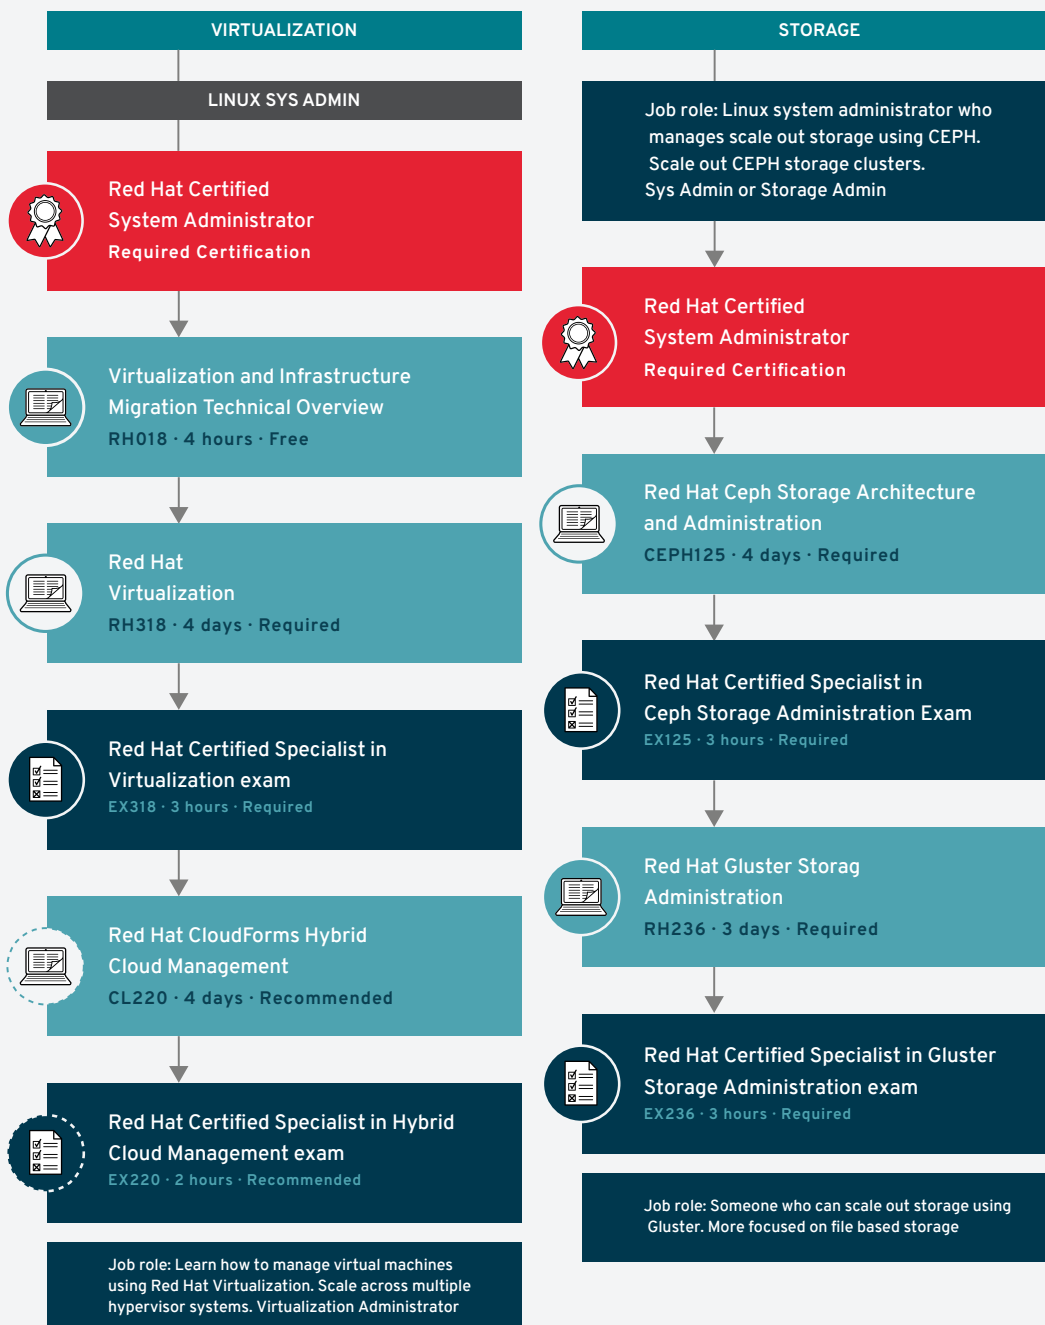 VIRTUALIZATION
LINUX SYS ADMIN
Red Hat Certified
System Administrator
Required Certification
Virtualization and Infrastructure
Migration Technical Overview
RH018 · 4 hours · Free
Red Hat
Virtualization
RH318 · 4 days · Required
Red Hat Certified Specialist in
Virtualization exam
EX318 · 3 hours · Required
Red Hat CloudForms Hybrid
Cloud Management
CL220 · 4 days · Recommended
Red Hat Certified Specialist in Hybrid
Cloud Management exam
EX220 · 2 hours · Recommended
Job role: Learn how to manage virtual machines
using Red Hat Virtualization. Scale across multiple
hypervisor systems. Virtualization Administrator
STORAGE
Job role: Linux system administrator who
manages scale out storage using CEPH.
Scale out CEPH storage clusters.
Sys Admin or Storage Admin
Red Hat Certified
System Administrator
Required Certification
Red Hat Ceph Storage Architecture
and Administration
CEPH125 · 4 days · Required
Red Hat Certified Specialist in
Ceph Storage Administration Exam
EX125 · 3 hours · Required
Red Hat Gluster Storag
Administration
RH236 · 3 days · Required
Red Hat Certified Specialist in Gluster
Storage Administration exam
EX236 · 3 hours · Required
Job role: Someone who can scale out storage using
Gluster. More focused on file based storage